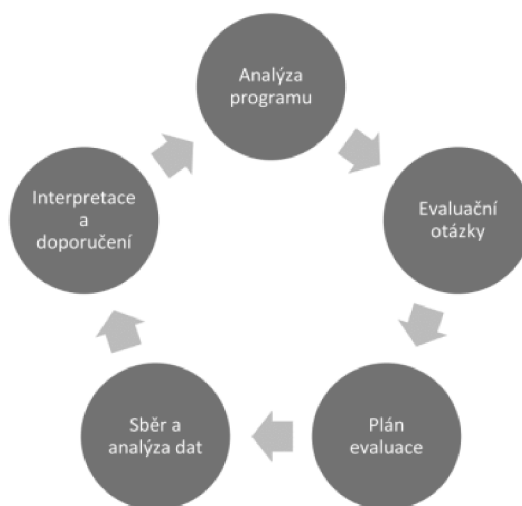 Analýza
programu
Evaluační
otázky
Plán
evaluace
Sběr a
analýza dat
Interpretace
a
doporučení